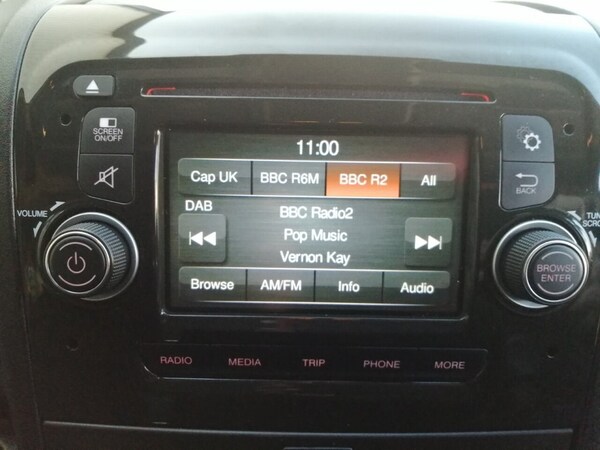 SCREEN
ON/OFF
VOLUME
11:00
Cap UK BBC R6M BBC R2 All
DAB
BBC Radio2
Pop Music
Vernon Kay
Browse AM/FM Info Audio
BACK
BROWSE
ENTER
RADIO MEDIA TRIP PHONE MORE